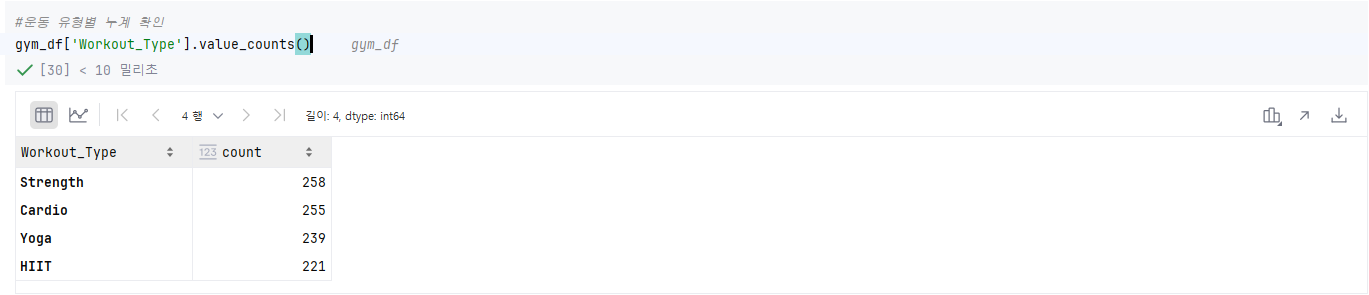 #운동 유형별 누계 확인
gym_df['Workout_Type'].value_counts() gym_df
[30] < 10 밀리초
4 행 길이: 4, dtype: int64
Workout_Type 123 count
Strength 258
Cardio 255
Yoga 239
HIIT 221